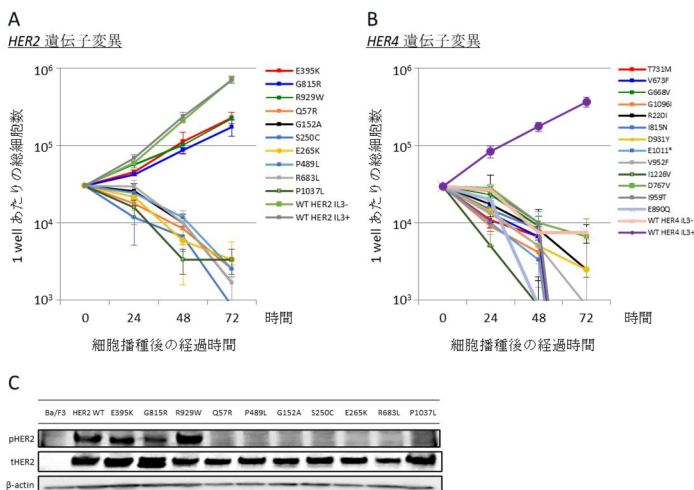 A
HER2 遺伝子変異
1 well あたりの総細胞数
10⁶
10⁵
10⁴
10³
0 24 48 72 時間
細胞播種後の経過時間
E395K
G815R
R929W
Q57R
G152A
S250C
E265K
P489L
R683L
P1037L
WT HER2 IL3-
WT HER2 IL3+
B
HER4 遺伝子変異
1 well あたりの総細胞数
10⁶
10⁵
10⁴
10³
0 24 48 72 時間
細胞播種後の経過時間
T731M
V673F
G668V
G1096I
R220I
I815N
D931Y
E1011*
V952F
I1226V
D767V
I959T
E890Q
WT HER4 IL3-
WT HER4 IL3+
C
Ba/F3 HER2 WT E395K G815R R929W Q57R P489L G152A S250C E265K R683L P1037L
pHER2
tHER2
β-actin